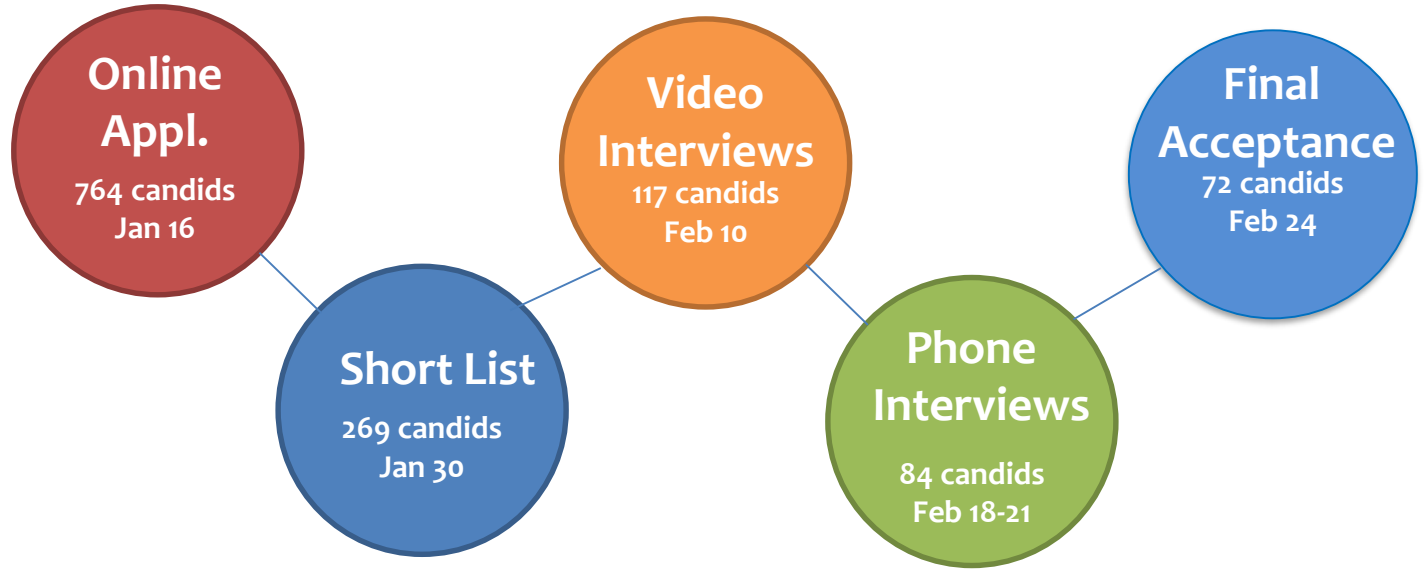 Online
Appl.
764 candids
Jan 16
Short List
269 candids
Jan 30
Video
Interviews
117 candids
Feb 10
Phone
Interviews
84 candids
Feb 18-21
Final
Acceptance
72 candids
Feb 24